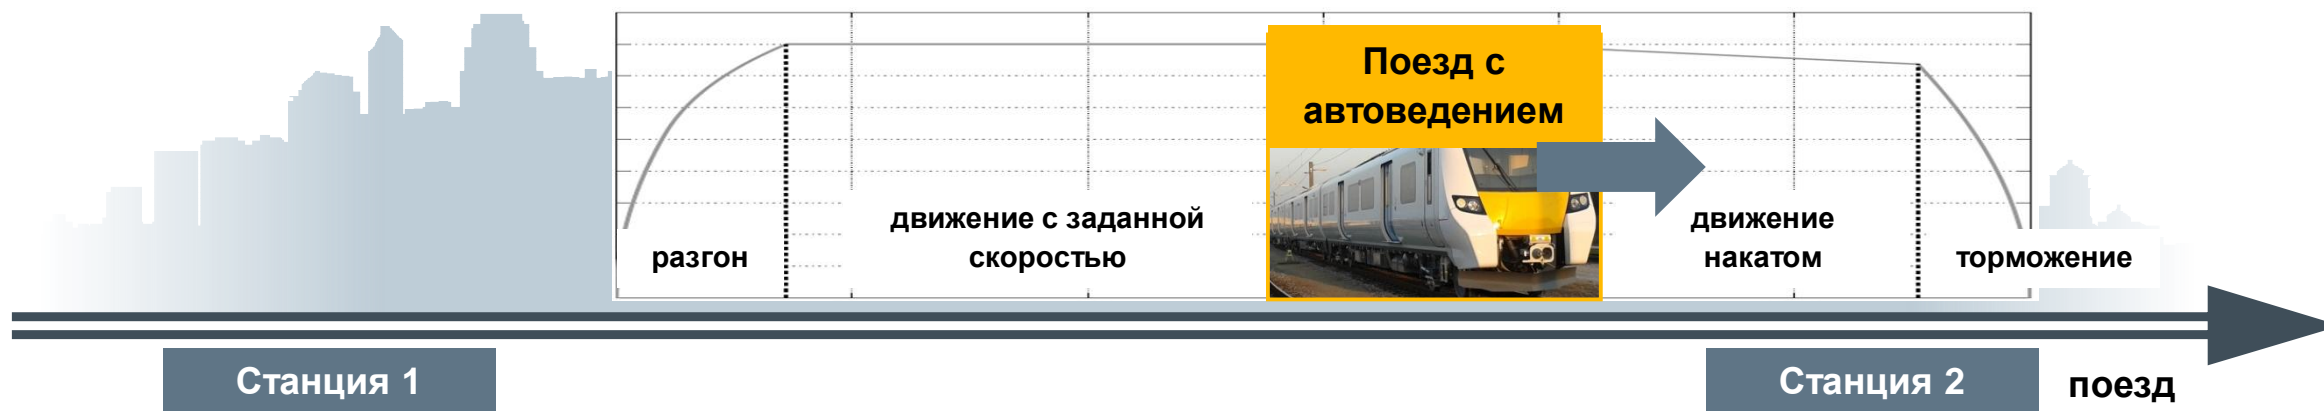 Поезд с
автоведением
разгон
движение с заданной
скоростью
движение
накатом
торможение
Станция 1
Станция 2
поезд